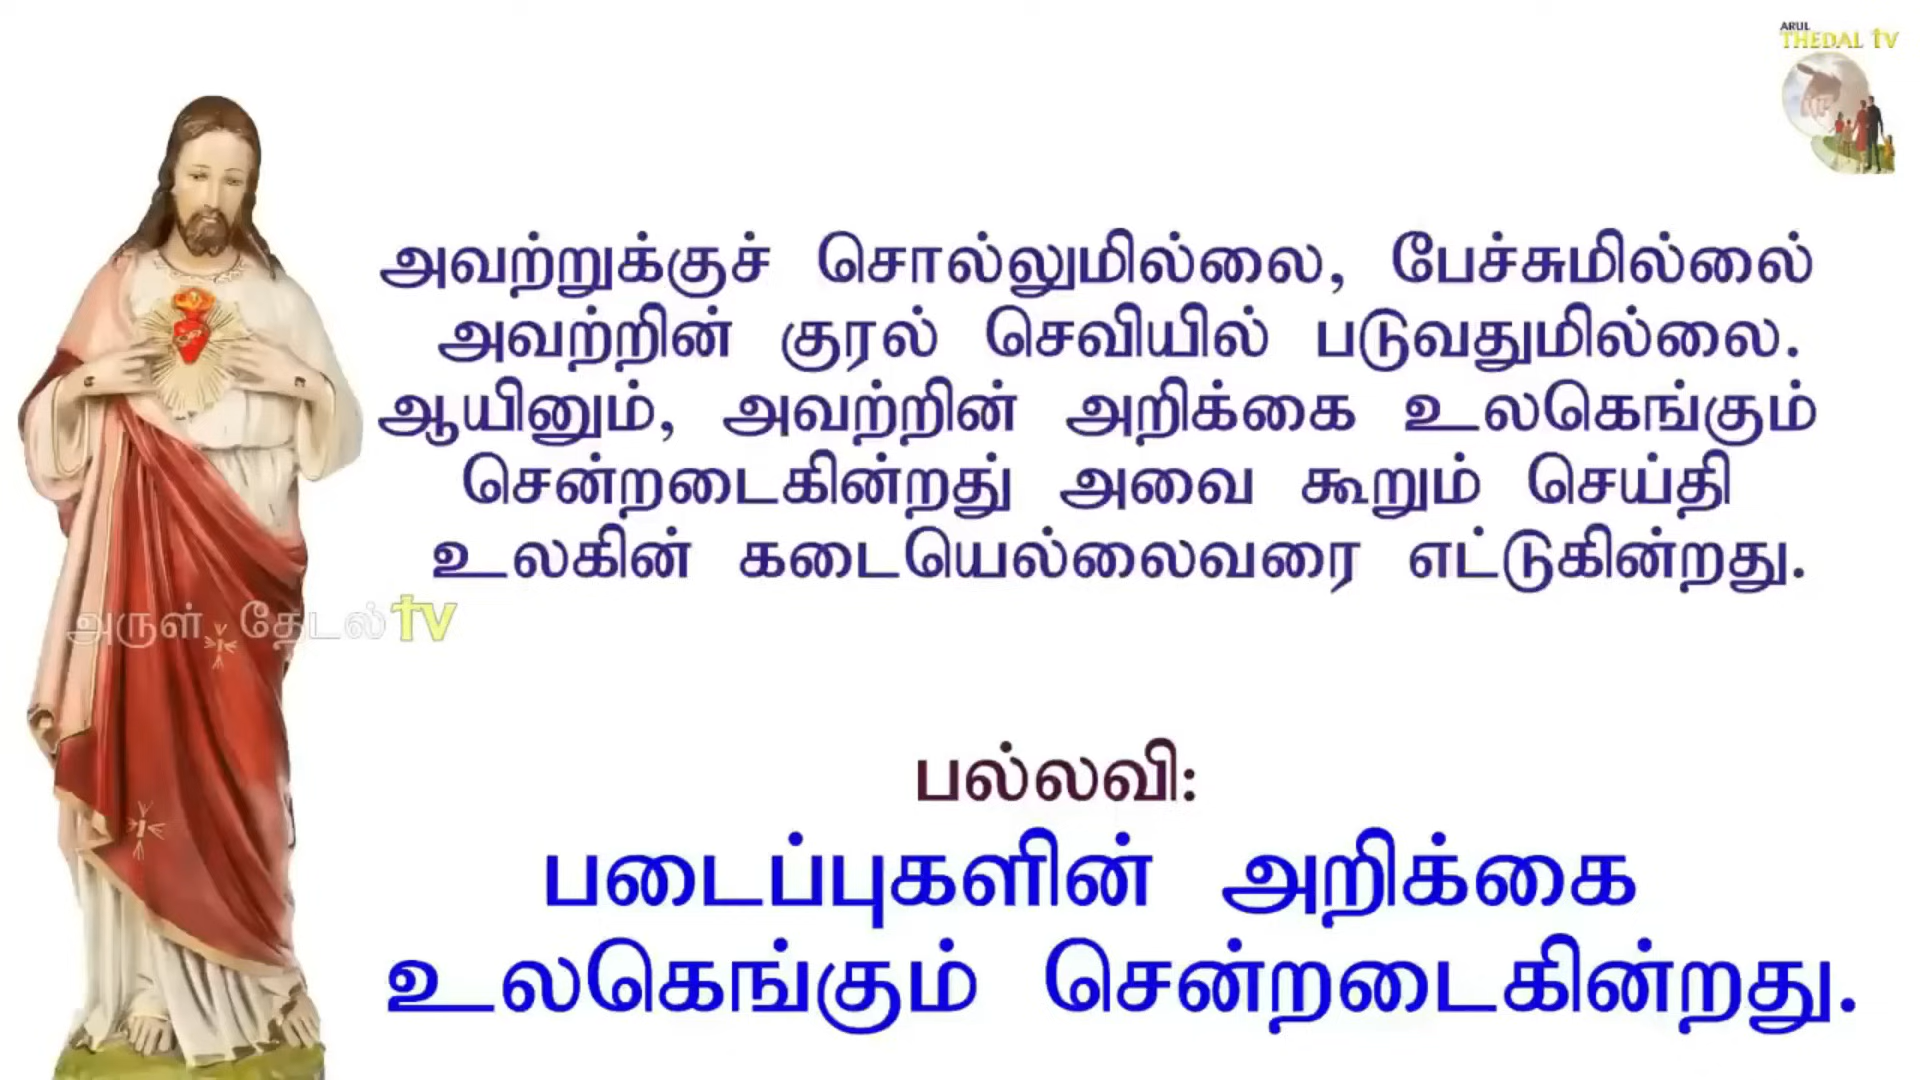 ARUL
THEDAL TV
அவற்றுக்குச் சொல்லுமில்லை, பேச்சுமில்லை்
அவற்றின் குரல் செவியில் படுவதுமில்லை.
ஆயினும், அவற்றின் அறிக்கை உலகெங்கும்
சென்றடைகின்றது் அவை கூறும் செய்தி
உலகின் கடையெல்லைவரை எட்டுகின்றது.
அருள் தேடல் TV
பல்லவி:
படைப்புகளின் அறிக்கை
உலகெங்கும் சென்றடைகின்றது.